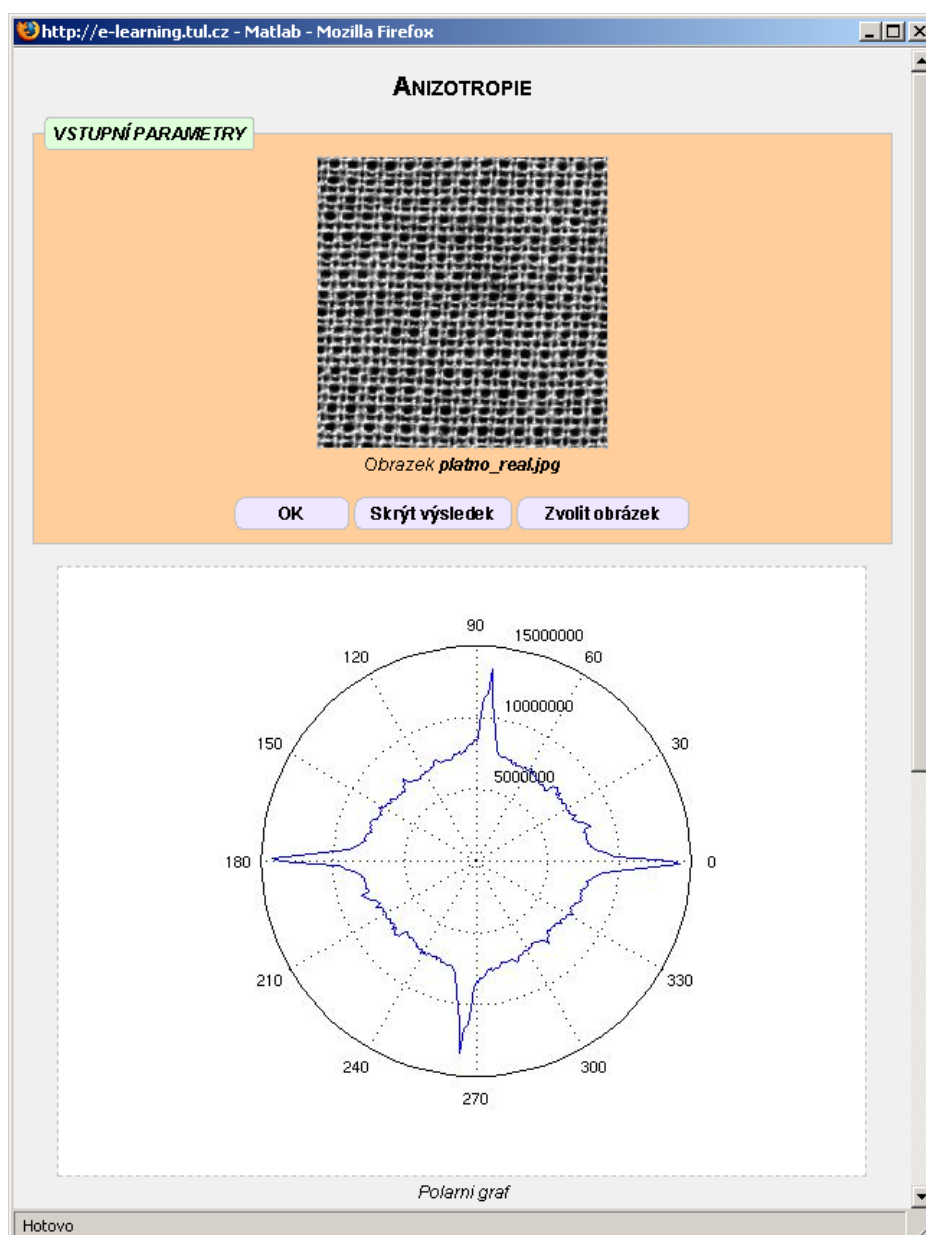 http://e-learning.tul.cz - Matlab - Mozilla Firefox
ANIZOTROPIE
VSTUPNÍ PARAMETRY
Obrazek platno_real.jpg
OK
Skrýt výsledek
Zvolit obrázek
90
15000000
120
60
10000000
150
30
5000000
180
0
210
330
240
300
270
Polarni graf
Hotovo